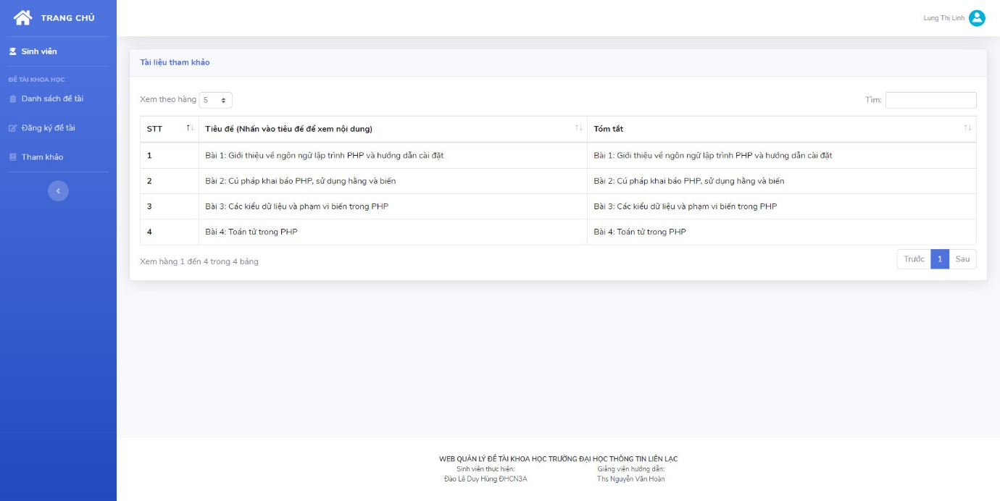 TRANG CHỦ
Lung Thị Linh
Sinh viên
ĐỀ TÀI KHOA HỌC
Danh sách đề tài
Đăng ký đề tài
Tham khảo
Tài liệu tham khảo
Xem theo hàng 5
Tìm:
STT Tiêu đề (Nhấn vào tiêu đề để xem nội dung) Tóm tắt
1 Bài 1: Giới thiệu về ngôn ngữ lập trình PHP và hướng dẫn cài đặt Bài 1: Giới thiệu về ngôn ngữ lập trình PHP và hướng dẫn cài đặt
2 Bài 2: Cú pháp khai báo PHP, sử dụng hằng và biến Bài 2: Cú pháp khai báo PHP, sử dụng hằng và biến
3 Bài 3: Các kiểu dữ liệu và phạm vi biến trong PHP Bài 3: Các kiểu dữ liệu và phạm vi biến trong PHP
4 Bài 4: Toán tử trong PHP Bài 4: Toán tử trong PHP
Xem hàng 1 đến 4 trong 4 bảng
Trước 1 Sau
WEB QUẢN LÝ ĐỀ TÀI KHOA HỌC TRƯỜNG ĐẠI HỌC THÔNG TIN LIÊN LẠC
Sinh viên thực hiện: Giảng viên hướng dẫn:
Đào Lê Duy Hùng ĐHCN3A Ths Nguyễn Văn Hoàn